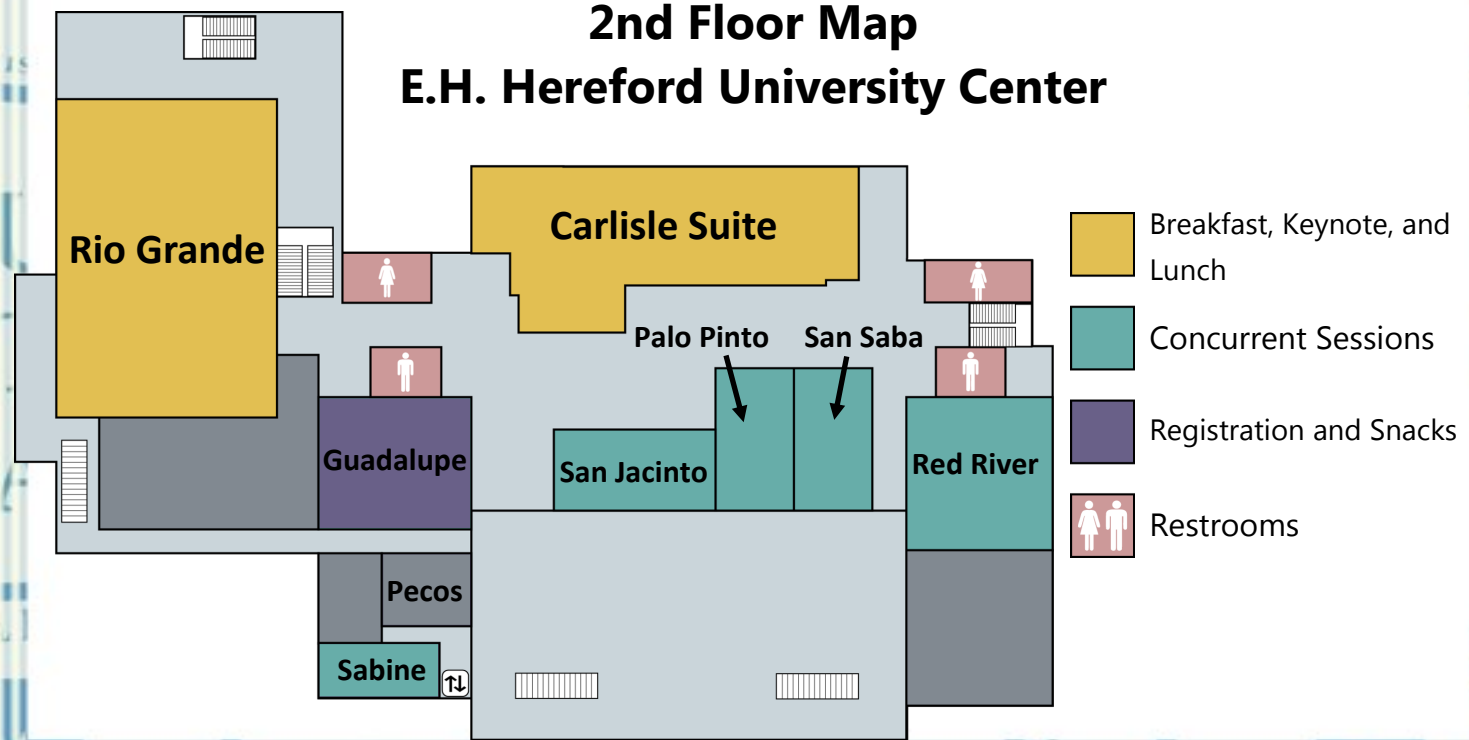 2nd Floor Map
E.H. Hereford University Center
Rio Grande
Carlisle Suite
Palo Pinto
San Saba
Guadalupe
San Jacinto
Red River
Pecos
Sabine
Breakfast, Keynote, and
Lunch
Concurrent Sessions
Registration and Snacks
Restrooms